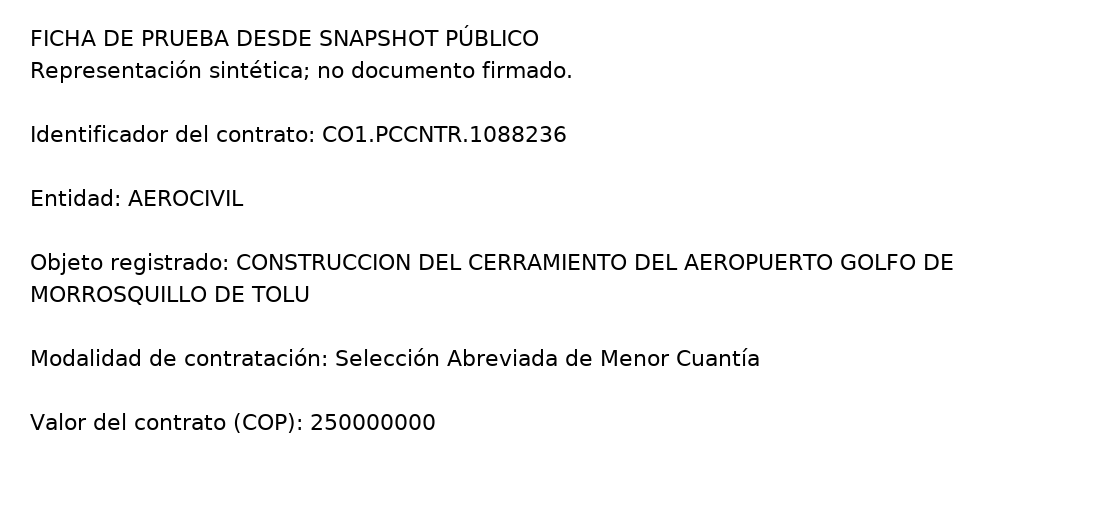 FICHA DE PRUEBA DESDE SNAPSHOT PÚBLICO
Representación sintética; no documento firmado.
Identificador del contrato: CO1.PCCNTR.1088236
Entidad: AEROCIVIL
Objeto registrado: CONSTRUCCION DEL CERRAMIENTO DEL AEROPUERTO GOLFO DE
MORROSQUILLO DE TOLU
Modalidad de contratación: Selección Abreviada de Menor Cuantía
Valor del contrato (COP): 250000000